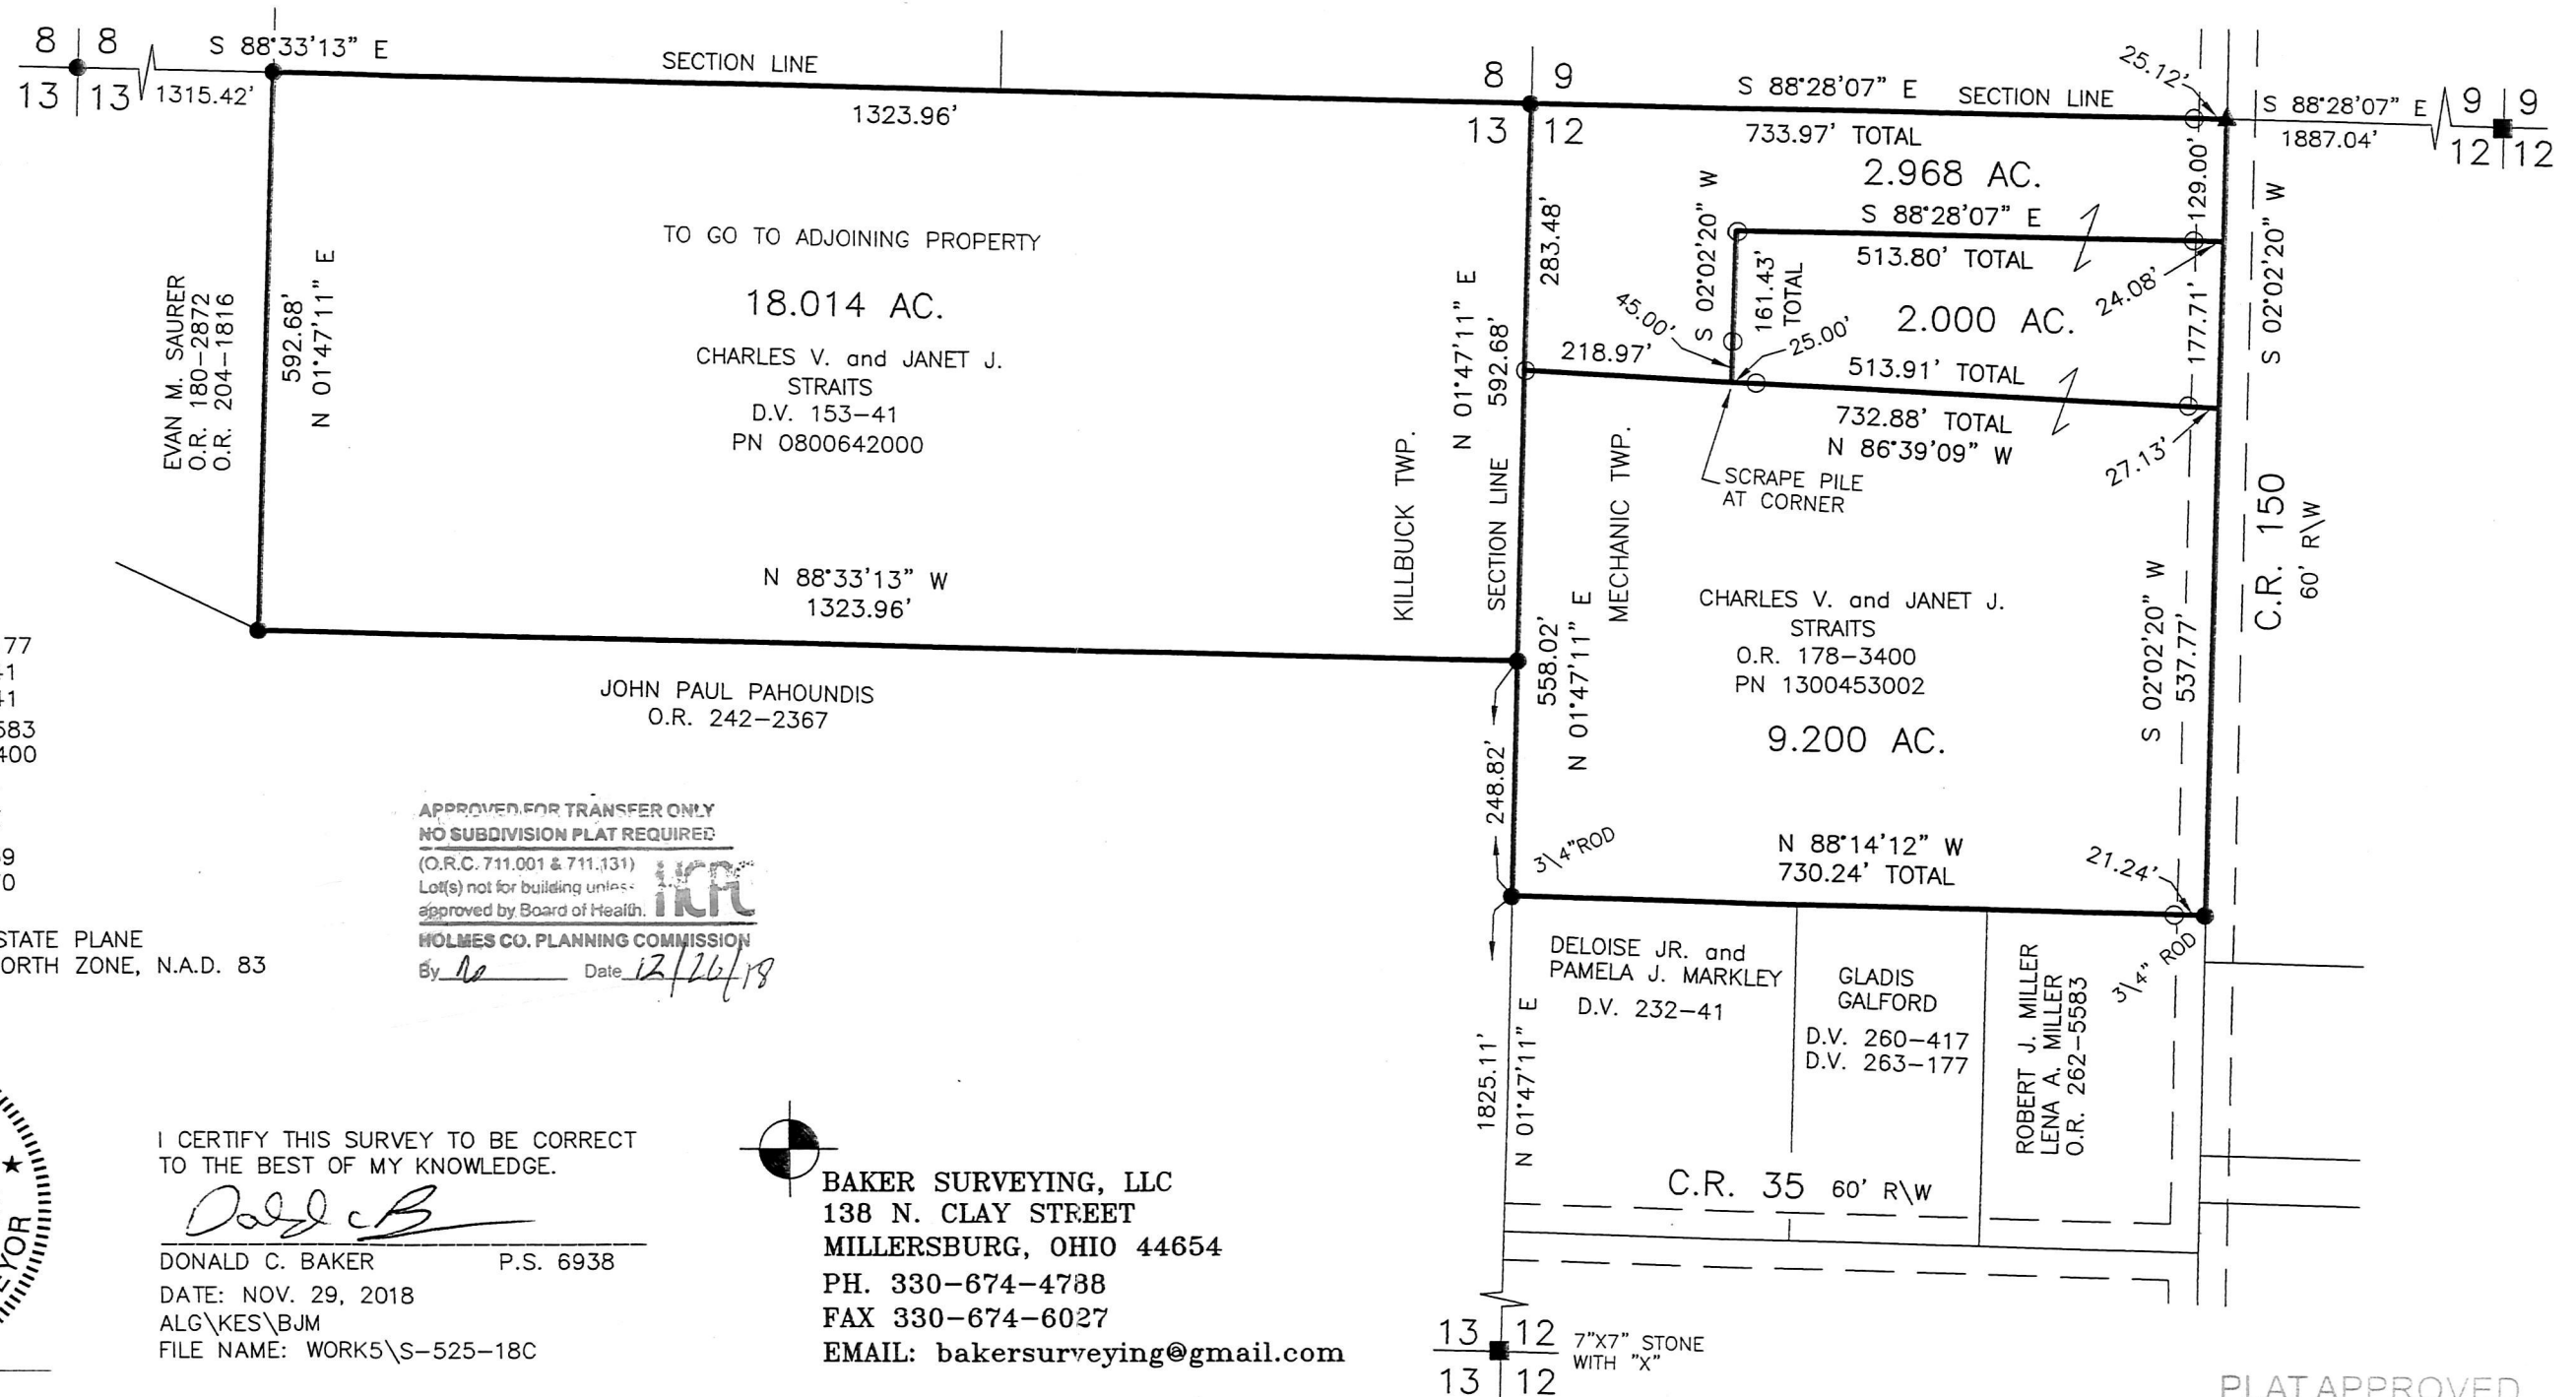 8 | 8
13 | 13
S 88°33'13" E
1315.42'
SECTION LINE
1323.96'
8 | 9
13 | 12
S 88°28'07" E SECTION LINE
733.97' TOTAL
25.12'
S 88°28'07" E
1887.04'
9 | 9
12 | 12
2.968 AC.
129.00'
S 02°02'20" W
S 88°28'07" E
513.80' TOTAL
24.08'
S 02°02'20" W
161.43'
TOTAL
45.00'
25.00'
2.000 AC.
177.71'
283.48'
N 01°47'11" E
592.68'
218.97'
513.91' TOTAL
732.88' TOTAL
N 86°39'09" W
27.13'
SCRAPE PILE
AT CORNER
TO GO TO ADJOINING PROPERTY
18.014 AC.
CHARLES V. and JANET J.
STRAITS
D.V. 153-41
PN 0800642000
EVAN M. SAURER
O.R. 180-2872
O.R. 204-1816
592.68'
N 01°47'11" E
KILLBUCK TWP.
SECTION LINE
MECHANIC TWP.
N 88°33'13" W
1323.96'
JOHN PAUL PAHOUNDIS
O.R. 242-2367
558.02'
N 01°47'11" E
CHARLES V. and JANET J.
STRAITS
O.R. 178-3400
PN 1300453002
9.200 AC.
S 02°02'20" W
537.77'
C.R. 150
60' R\W
248.82'
3\4"ROD
N 88°14'12" W
730.24' TOTAL
21.24'
3/4" ROD
77
41
41
583
400
9
0
STATE PLANE
ORTH ZONE, N.A.D. 83
APPROVED FOR TRANSFER ONLY
NO SUBDIVISION PLAT REQUIRED
(O.R.C. 711.001 & 711.131)
Lot(s) not for building unless
approved by Board of Health.
HCPC
HOLMES CO. PLANNING COMMISSION
By Date 12/26/18
DELOISE JR. and
PAMELA J. MARKLEY
D.V. 232-41
GLADIS
GALFORD
D.V. 260-417
D.V. 263-177
ROBERT J. MILLER
LENA A. MILLER
O.R. 262-5583
1825.11'
N 01°47'11" E
C.R. 35 60' R\W
YOR
I CERTIFY THIS SURVEY TO BE CORRECT
TO THE BEST OF MY KNOWLEDGE.
DONALD C. BAKER P.S. 6938
DATE: NOV. 29, 2018
ALG\KES\BJM
FILE NAME: WORK5\S-525-18C
BAKER SURVEYING, LLC
138 N. CLAY STREET
MILLERSBURG, OHIO 44654
PH. 330-674-4788
FAX 330-674-6027
EMAIL: bakersurveying@gmail.com
13 | 12
13 | 12
7"X7" STONE
WITH "X"
PLAT APPROVED